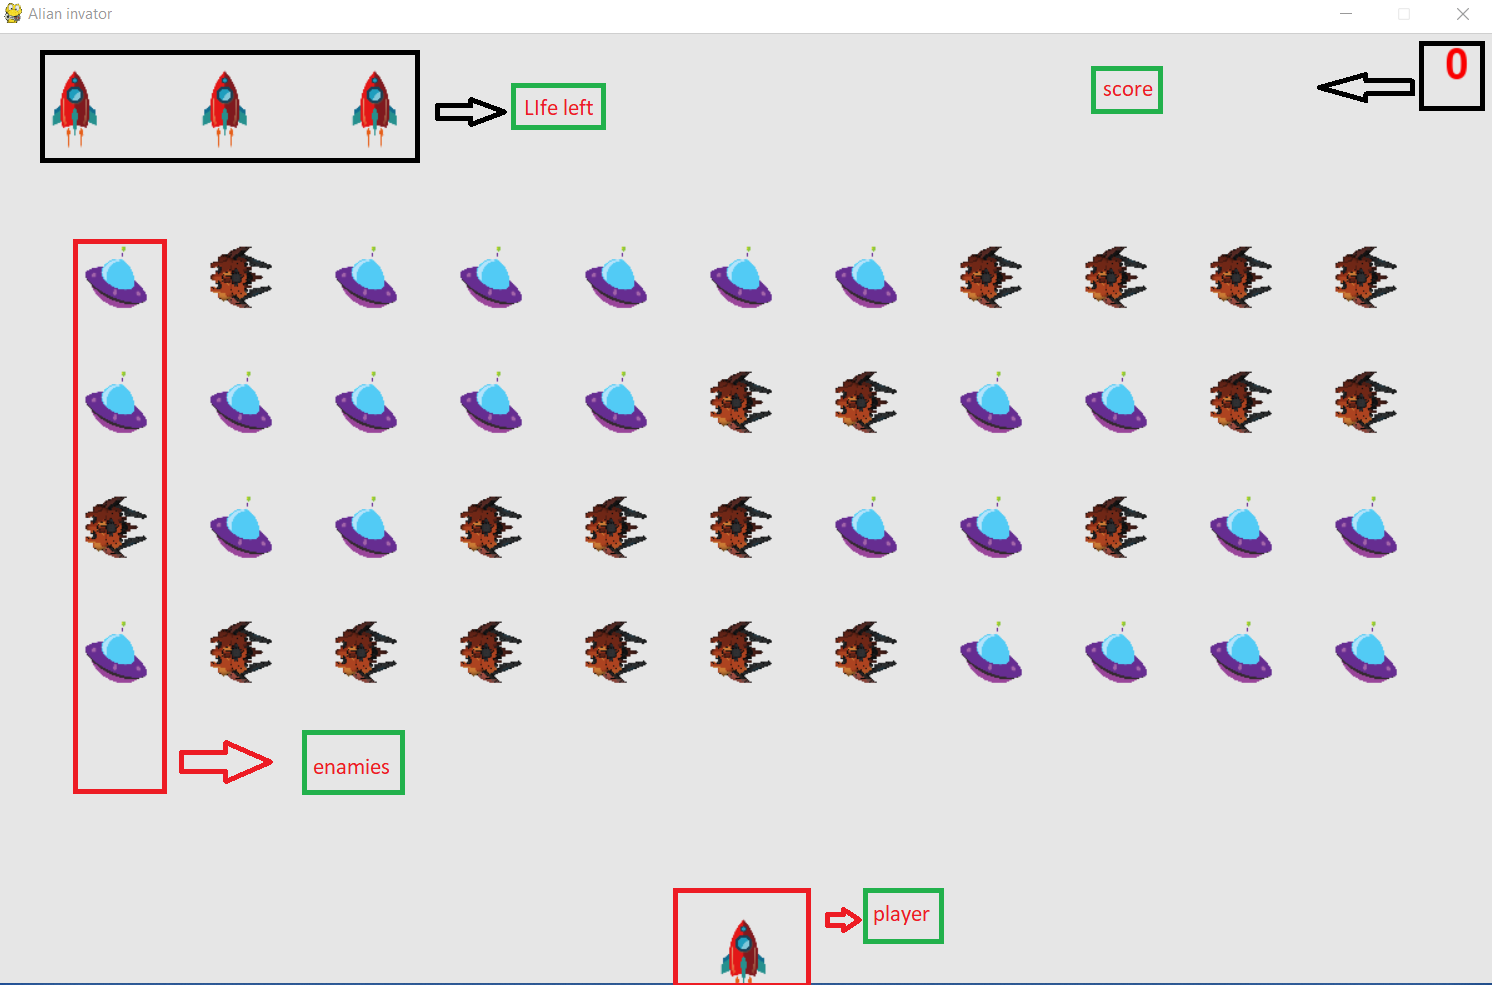 Alian invator
0
LIfe left
score
enamies
player